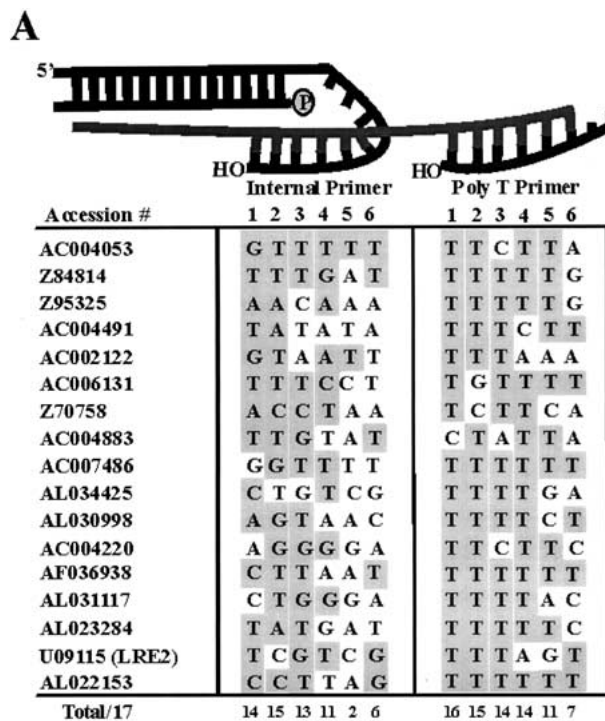 A
5'
P
HO HO
Internal Primer Poly T Primer
Accession # 1 2 3 4 5 6 1 2 3 4 5 6
AC004053 G T T T T T T T C T T A
Z84814 T T T G A T T T T T T G
Z95325 A A C A A A T T T T T G
AC004491 T A T A T A T T T C T T
AC002122 G T A A T T T T T A A A
AC006131 T T T C C T T G T T T T
Z70758 A C C T A A T C T T C A
AC004883 T T G T A T C T A T T A
AC007486 G G T T T T T T T T T T
AL034425 C T G T C G T T T T G A
AL030998 A G T A A C T T T T C T
AC004220 A G G G G A T T C T T C
AF036938 C T T A A T T T T T T T
AL031117 C T G G G A T T T T A C
AL023284 T A T G A T T T T T T C
U09115 (LRE2) T C G T C G T T T A G T
AL022153 C C T T A G T T T T T T
Total/17 14 15 13 11 2 6 16 15 14 14 11 7